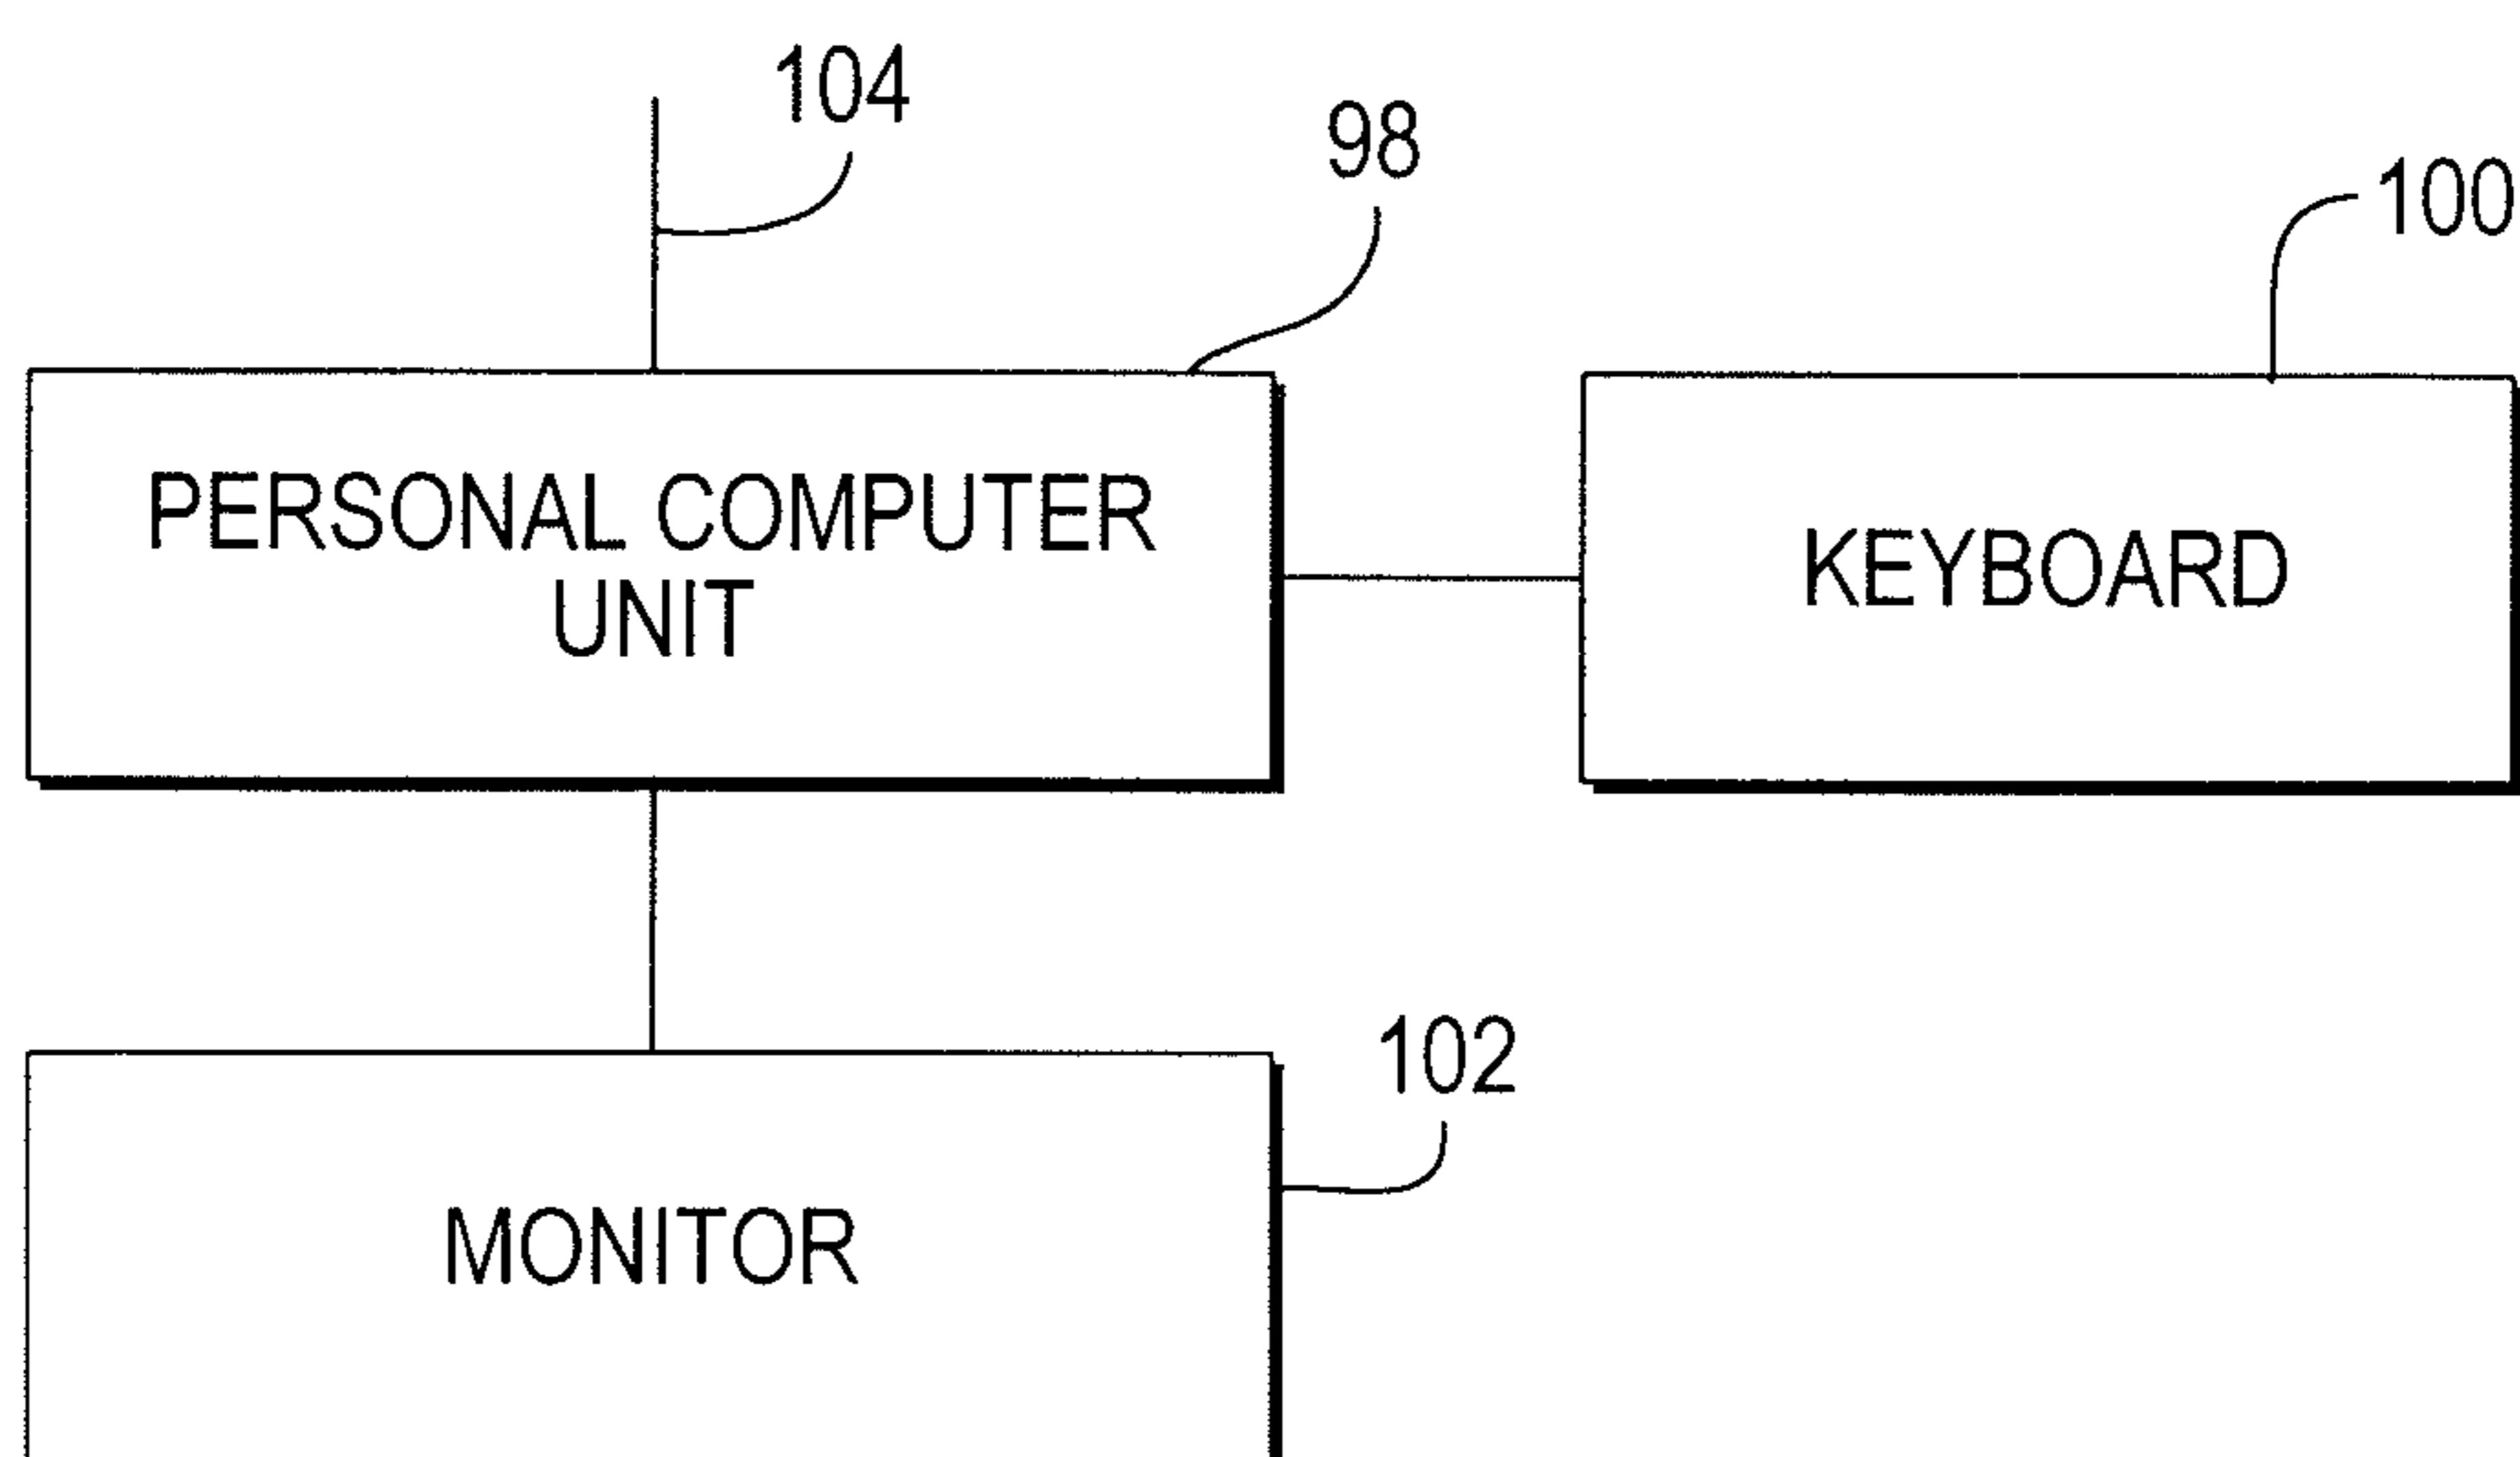 104
98
100
PERSONAL COMPUTER
UNIT
KEYBOARD
102
MONITOR